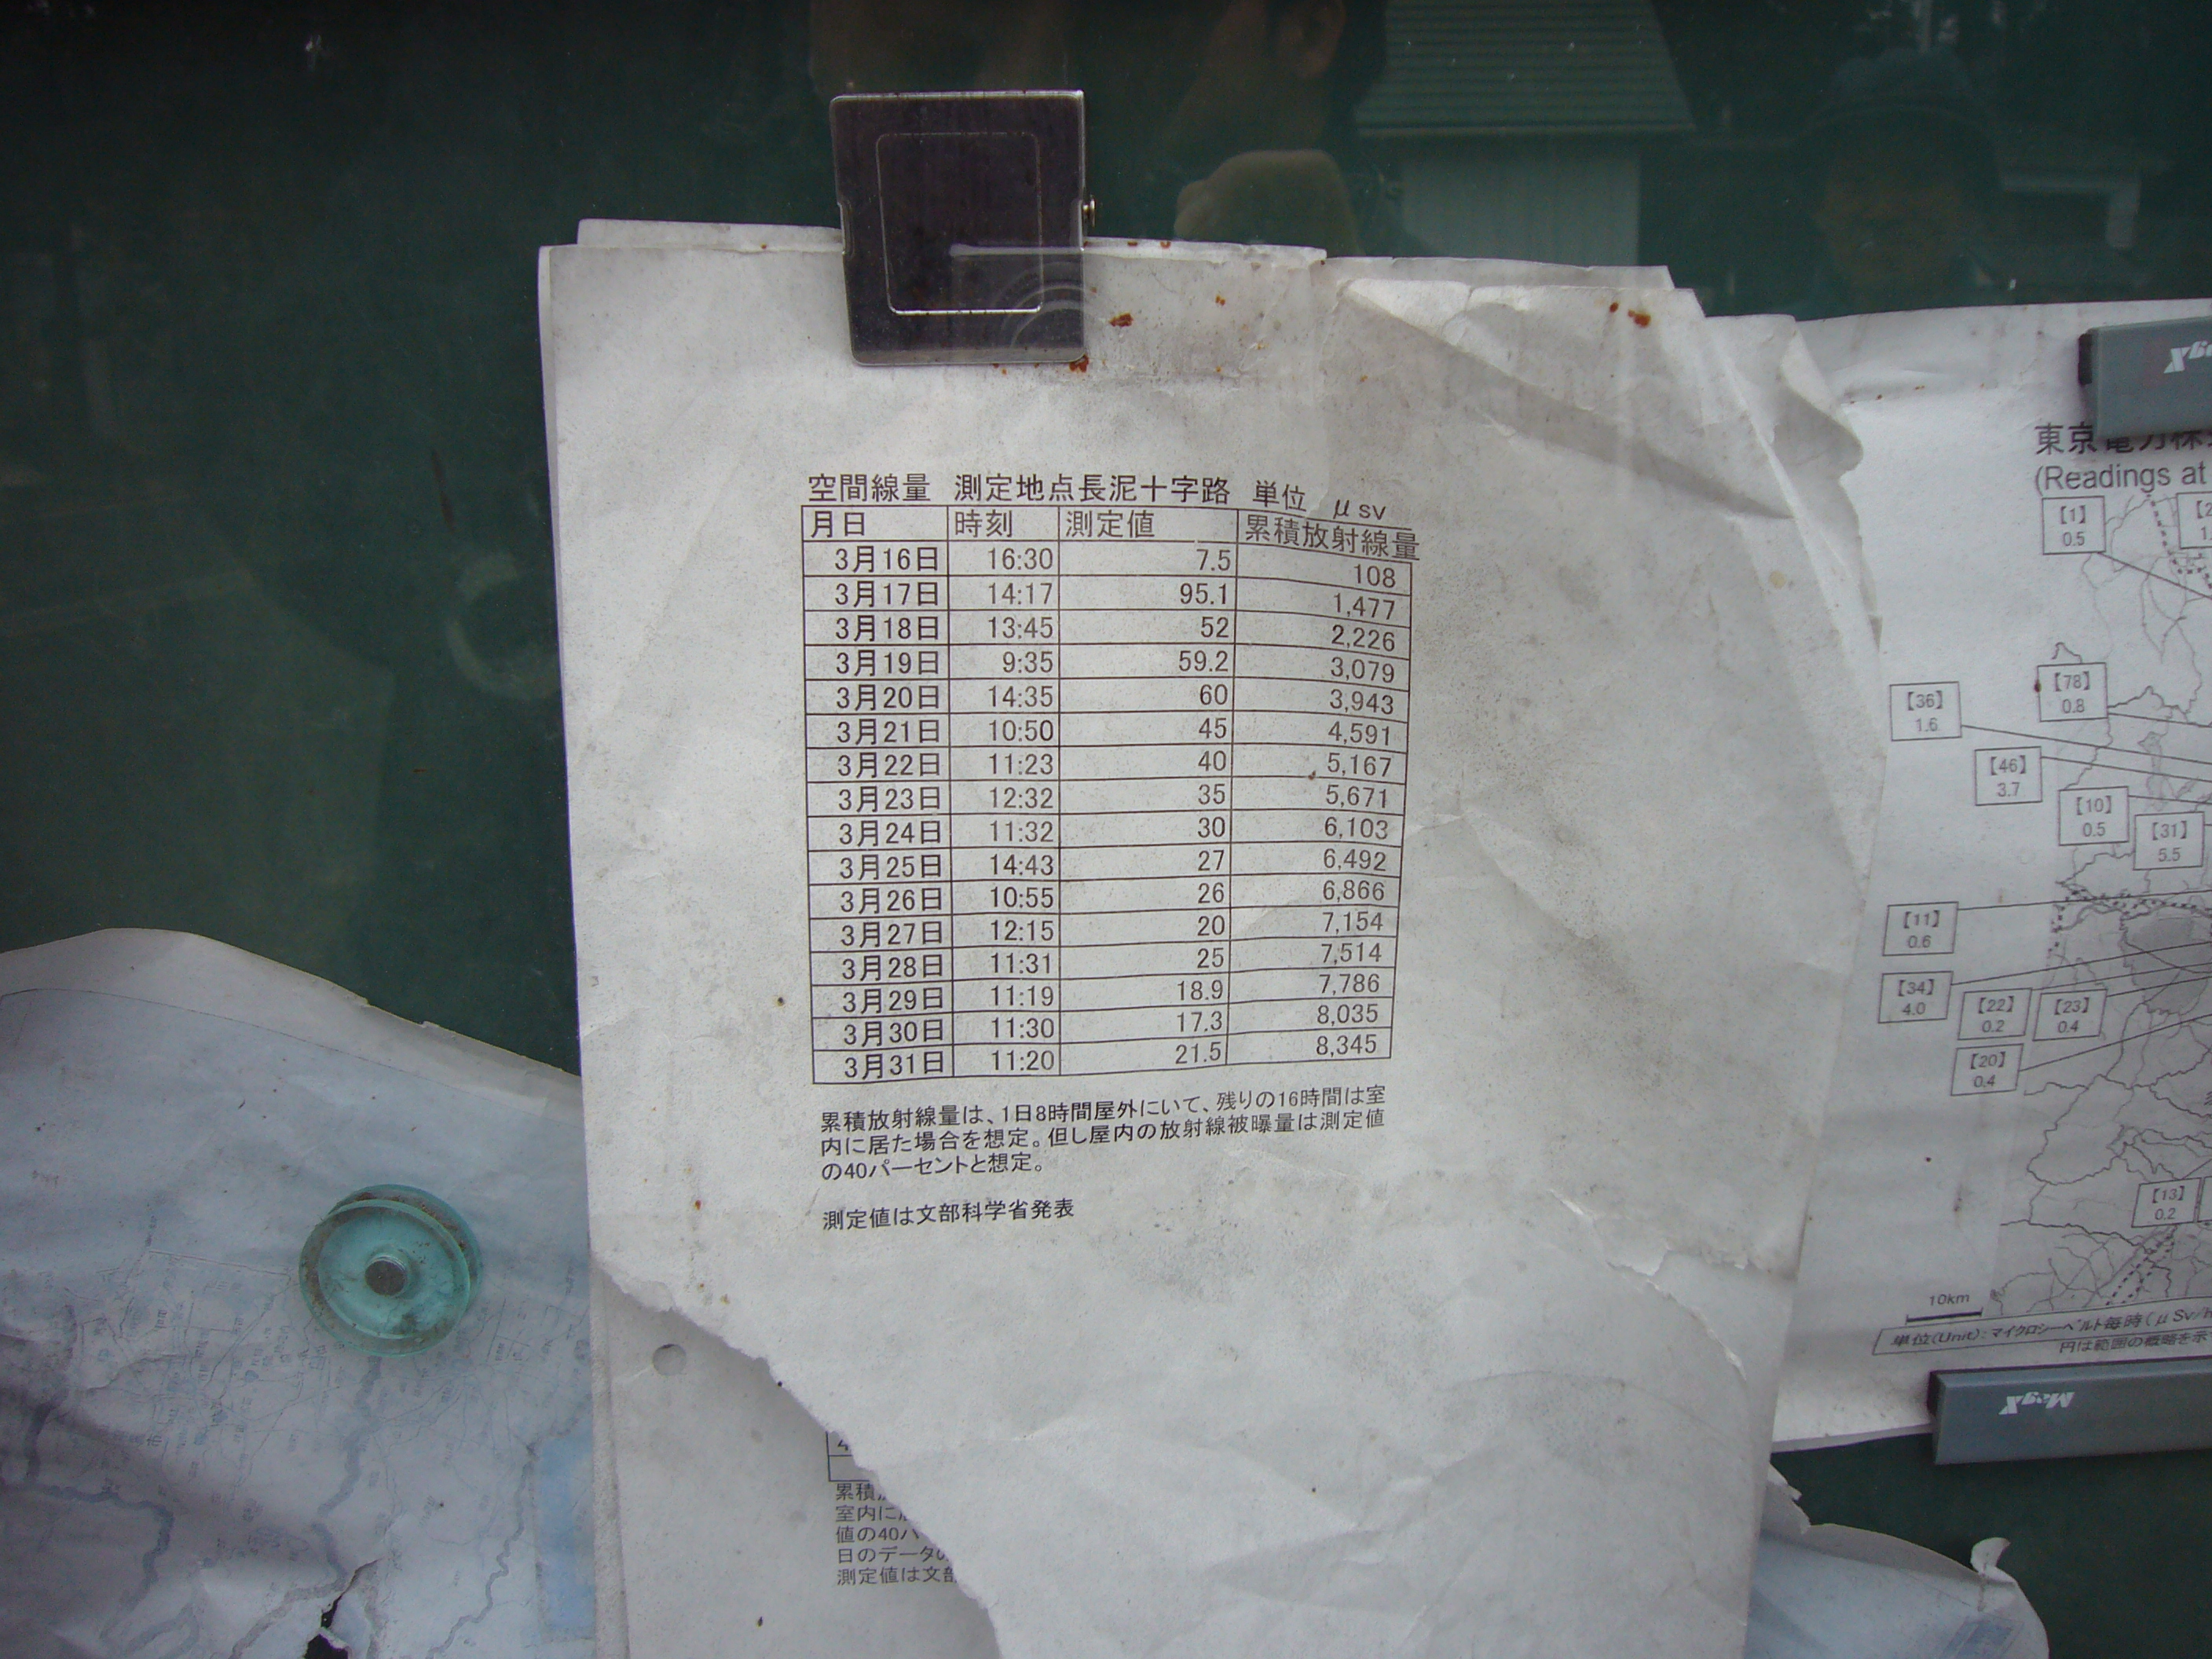 空間線量 測定地点長泥十字路 単位 μsv
月日 時刻 測定値 累積放射線量
3月16日 16:30 7.5 108
3月17日 14:17 95.1 1,477
3月18日 13:45 52 2,226
3月19日 9:35 59.2 3,079
3月20日 14:35 60 3,943
3月21日 10:50 45 4,591
3月22日 11:23 40 5,167
3月23日 12:32 35 5,671
3月24日 11:32 30 6,103
3月25日 14:43 27 6,492
3月26日 10:55 26 6,866
3月27日 12:15 20 7,154
3月28日 11:31 25 7,514
3月29日 11:19 18.9 7,786
3月30日 11:30 17.3 8,035
3月31日 11:20 21.5 8,345
累積放射線量は、1日8時間屋外にいて、残りの16時間は室
内に居た場合を想定。但し屋内の放射線被曝量は測定値
の40パーセントと想定。
測定値は文部科学省発表
累積
室内に
値の40パ
日のデータの
測定値は文部
東京電力株
(Readings at
【1】
0.5
【78】
0.8
【36】
1.6
【46】
3.7
【10】
0.5
【31】
5.5
【11】
0.6
【34】
4.0
【22】
0.2
【23】
0.4
【20】
0.4
【13】
0.2
10km
単位(Unit):マイクロシーベルト毎時(μSv/h
円は範囲の概略を示
MagX